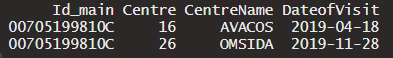 Id_main Centre CentreName DateofVisit
00705199810C 16 AVACOS 2019-04-18
00705199810C 26 OMSIDA 2019-11-28